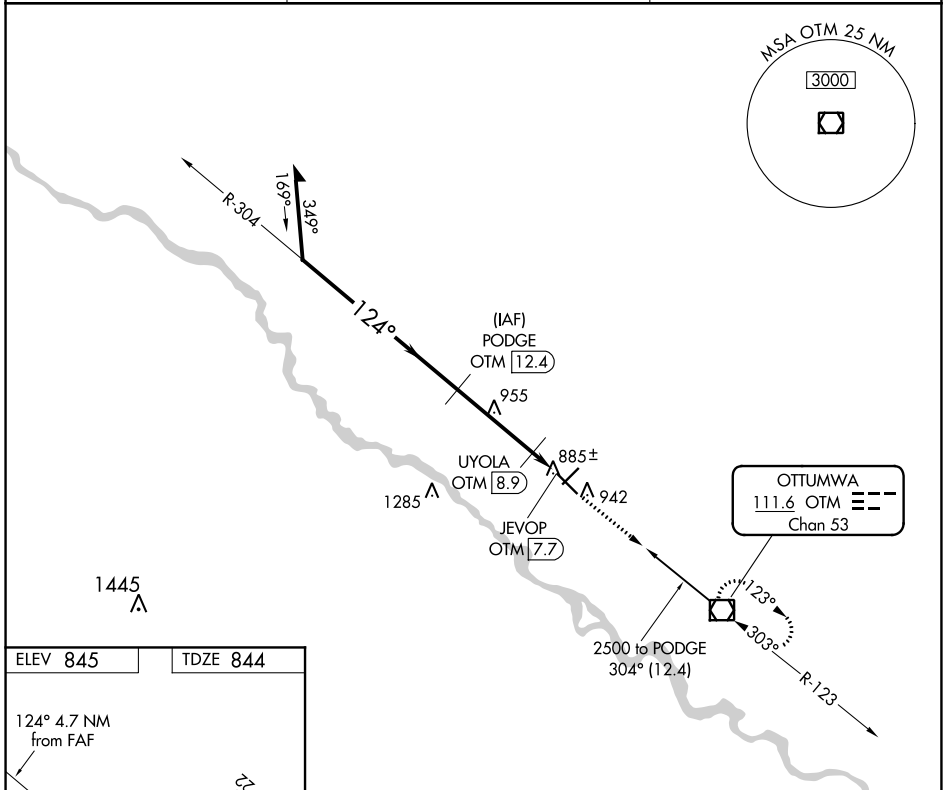 MSA OTM 25 NM
3000
R-304
169°
349°
124°
(IAF)
PODGE
OTM 12.4
955
UYOLA
OTM 8.9
885±
1285
942
JEVOP
OTM 7.7
OTTUMWA
111.6 OTM
Chan 53
1445
123°
303°
2500 to PODGE
304° (12.4)
R-123
ELEV 845
TDZE 844
124° 4.7 NM
from FAF
22